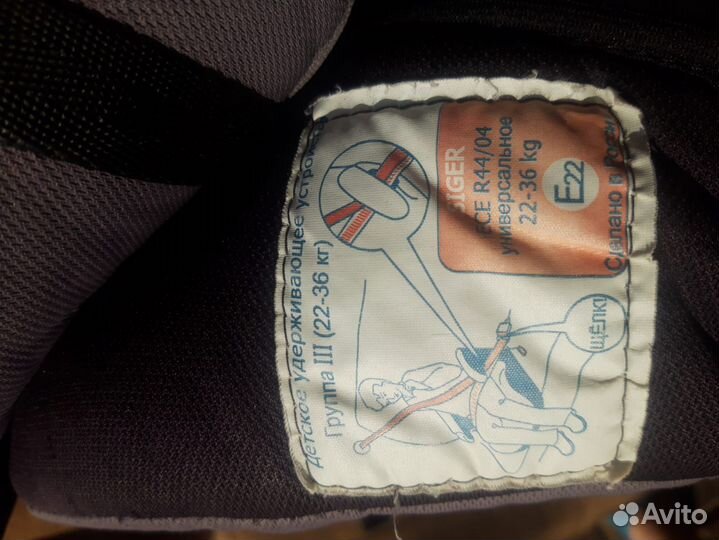 Детское удерживающее устройство
Группа III (22-36 кг)
SIGER
ECE R44/04
универсальное
22-36 kg
E22
Сделано в России
ЩЁЛК!
Avito